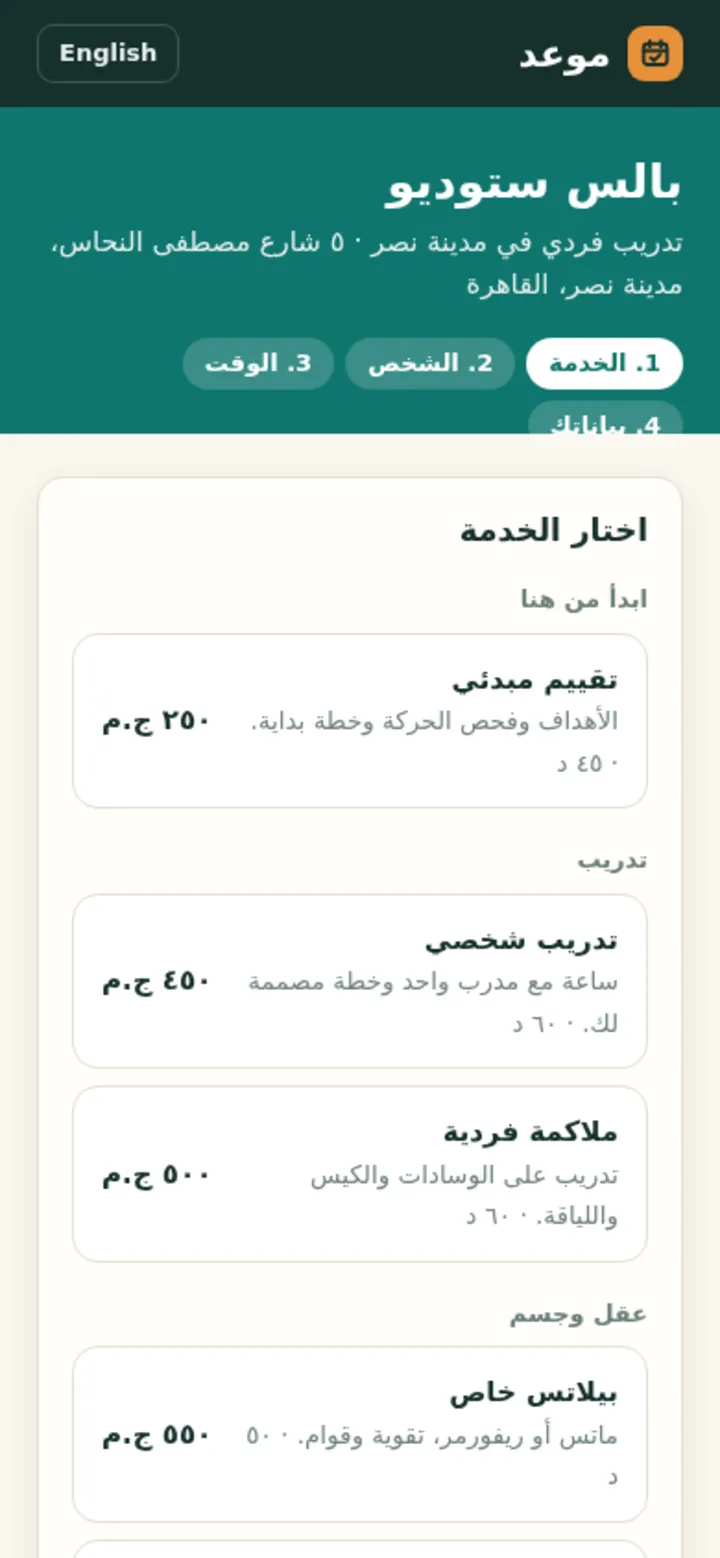 موعد
English
بالس ستوديو
تدريب فردي في مدينة نصر · ٥ شارع مصطفى النحاس،
مدينة نصر، القاهرة
1. الخدمة
2. الشخص
3. الوقت
4. بياناتك
اختار الخدمة
ابدأ من هنا
تقييم مبدئي
الأهداف وفحص الحركة وخطة بداية.
· ٤٥ د
٢٥٠ ج.م
تدريب
تدريب شخصي
ساعة مع مدرب واحد وخطة مصممة
لك. · ٦٠ د
٤٥٠ ج.م
ملاكمة فردية
تدريب على الوسادات والكيس
واللياقة. · ٦٠ د
٥٠٠ ج.م
عقل وجسم
بيلاتس خاص
ماتس أو ريفورمر، تقوية وقوام. · ٥٠
د
٥٥٠ ج.م